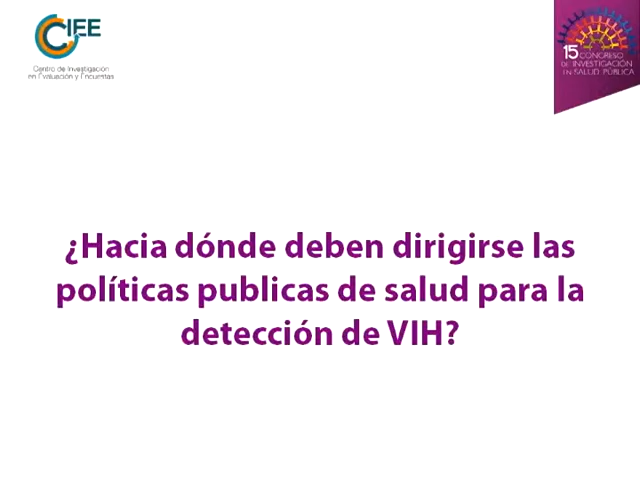 CIEE
Centro de Investigación
en Evaluación y Encuestas
15 CONGRESO
DE INVESTIGACIÓN
EN SALUD PÚBLICA
¿Hacia dónde deben dirigirse las
políticas publicas de salud para la
detección de VIH?